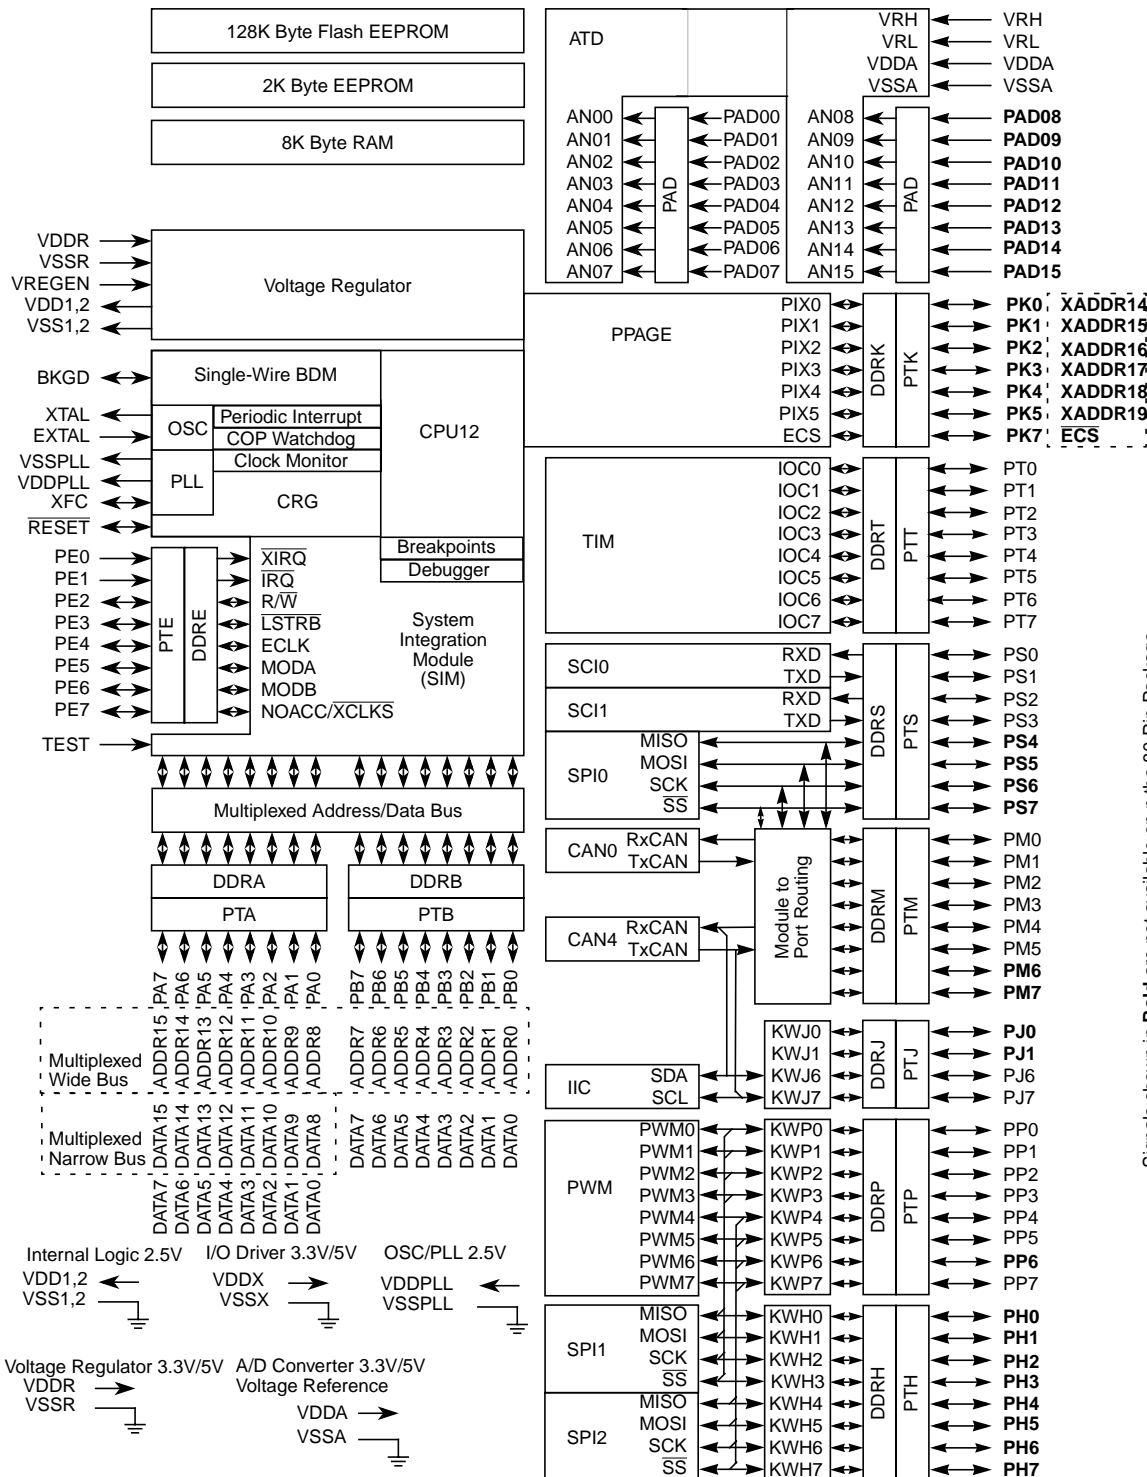 128K Byte Flash EEPROM
2K Byte EEPROM
8K Byte RAM
VDDR
VSSR
VREGEN
VDD1,2
VSS1,2
Voltage Regulator
BKGD
XTAL
EXTAL
VSSPLL
VDDPLL
XFC
RESET
Single-Wire BDM
OSC
Periodic Interrupt
COP Watchdog
Clock Monitor
PLL
CRG
CPU12
Breakpoints
Debugger
PE0
PE1
PE2
PE3
PE4
PE5
PE6
PE7
TEST
PTE
DDRE
XIRQ
IRQ
R/W
LSTRB
ECLK
MODA
MODB
NOACC/XCLKS
System
Integration
Module
(SIM)
Multiplexed Address/Data Bus
DDRA
DDRB
PTA
PTB
PA7 PA6 PA5 PA4 PA3 PA2 PA1 PA0
PB7 PB6 PB5 PB4 PB3 PB2 PB1 PB0
Multiplexed
Wide Bus
ADDR15 ADDR14 ADDR13 ADDR12 ADDR11 ADDR10 ADDR9 ADDR8
ADDR7 ADDR6 ADDR5 ADDR4 ADDR3 ADDR2 ADDR1 ADDR0
DATA15 DATA14 DATA13 DATA12 DATA11 DATA10 DATA9 DATA8
DATA7 DATA6 DATA5 DATA4 DATA3 DATA2 DATA1 DATA0
Multiplexed
Narrow Bus
DATA7 DATA6 DATA5 DATA4 DATA3 DATA2 DATA1 DATA0
Internal Logic 2.5V
VDD1,2
VSS1,2
I/O Driver 3.3V/5V
VDDX
VSSX
OSC/PLL 2.5V
VDDPLL
VSSPLL
Voltage Regulator 3.3V/5V
VDDR
VSSR
A/D Converter 3.3V/5V
Voltage Reference
VDDA
VSSA
ATD
VRH VRH
VRL VRL
VDDA VDDA
VSSA VSSA
AN00 PAD00 AN08 PAD08
AN01 PAD01 AN09 PAD09
AN02 PAD02 AN10 PAD10
AN03 PAD03 AN11 PAD11
AN04 PAD04 AN12 PAD12
AN05 PAD05 AN13 PAD13
AN06 PAD06 AN14 PAD14
AN07 PAD07 AN15 PAD15
PAD
PAD
PPAGE
PIX0 PK0 XADDR14
PIX1 PK1 XADDR15
PIX2 PK2 XADDR16
PIX3 PK3 XADDR17
PIX4 PK4 XADDR18
PIX5 PK5 XADDR19
ECS PK7 ECS
DDRK
PTK
TIM
IOC0 PT0
IOC1 PT1
IOC2 PT2
IOC3 PT3
IOC4 PT4
IOC5 PT5
IOC6 PT6
IOC7 PT7
DDRT
PTT
SCI0
RXD PS0
TXD PS1
SCI1
RXD PS2
TXD PS3
SPI0
MISO PS4
MOSI PS5
SCK PS6
SS PS7
DDRS
PTS
CAN0
RxCAN
TxCAN
CAN4
RxCAN
TxCAN
Module to
Port Routing
DDRM
PTM
PM0
PM1
PM2
PM3
PM4
PM5
PM6
PM7
IIC
SDA
SCL
KWJ0 PJ0
KWJ1 PJ1
KWJ6 PJ6
KWJ7 PJ7
DDRJ
PTJ
PWM
PWM0 KWP0 PP0
PWM1 KWP1 PP1
PWM2 KWP2 PP2
PWM3 KWP3 PP3
PWM4 KWP4 PP4
PWM5 KWP5 PP5
PWM6 KWP6 PP6
PWM7 KWP7 PP7
DDRP
PTP
SPI1
MISO KWH0 PH0
MOSI KWH1 PH1
SCK KWH2 PH2
SS KWH3 PH3
SPI2
MISO KWH4 PH4
MOSI KWH5 PH5
SCK KWH6 PH6
SS KWH7 PH7
DDRH
PTH